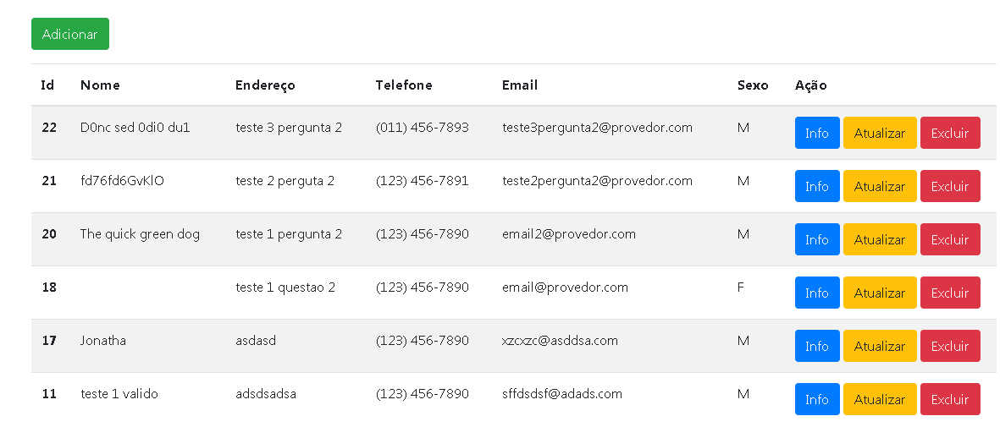 Adicionar
Id Nome Endereço Telefone Email Sexo Ação
22 D0nc sed 0di0 du1 teste 3 pergunta 2 (011) 456-7893 teste3pergunta2@provedor.com M Info Atualizar Excluir
21 fd76fd6GvKlO teste 2 perguta 2 (123) 456-7891 teste2pergunta2@provedor.com M Info Atualizar Excluir
20 The quick green dog teste 1 pergunta 2 (123) 456-7890 email2@provedor.com M Info Atualizar Excluir
18 teste 1 questao 2 (123) 456-7890 email@provedor.com F Info Atualizar Excluir
17 Jonatha asdasd (123) 456-7890 xzcxzc@asddsa.com M Info Atualizar Excluir
11 teste 1 valido adsdsadsa (123) 456-7890 sffdsdsf@adads.com M Info Atualizar Excluir